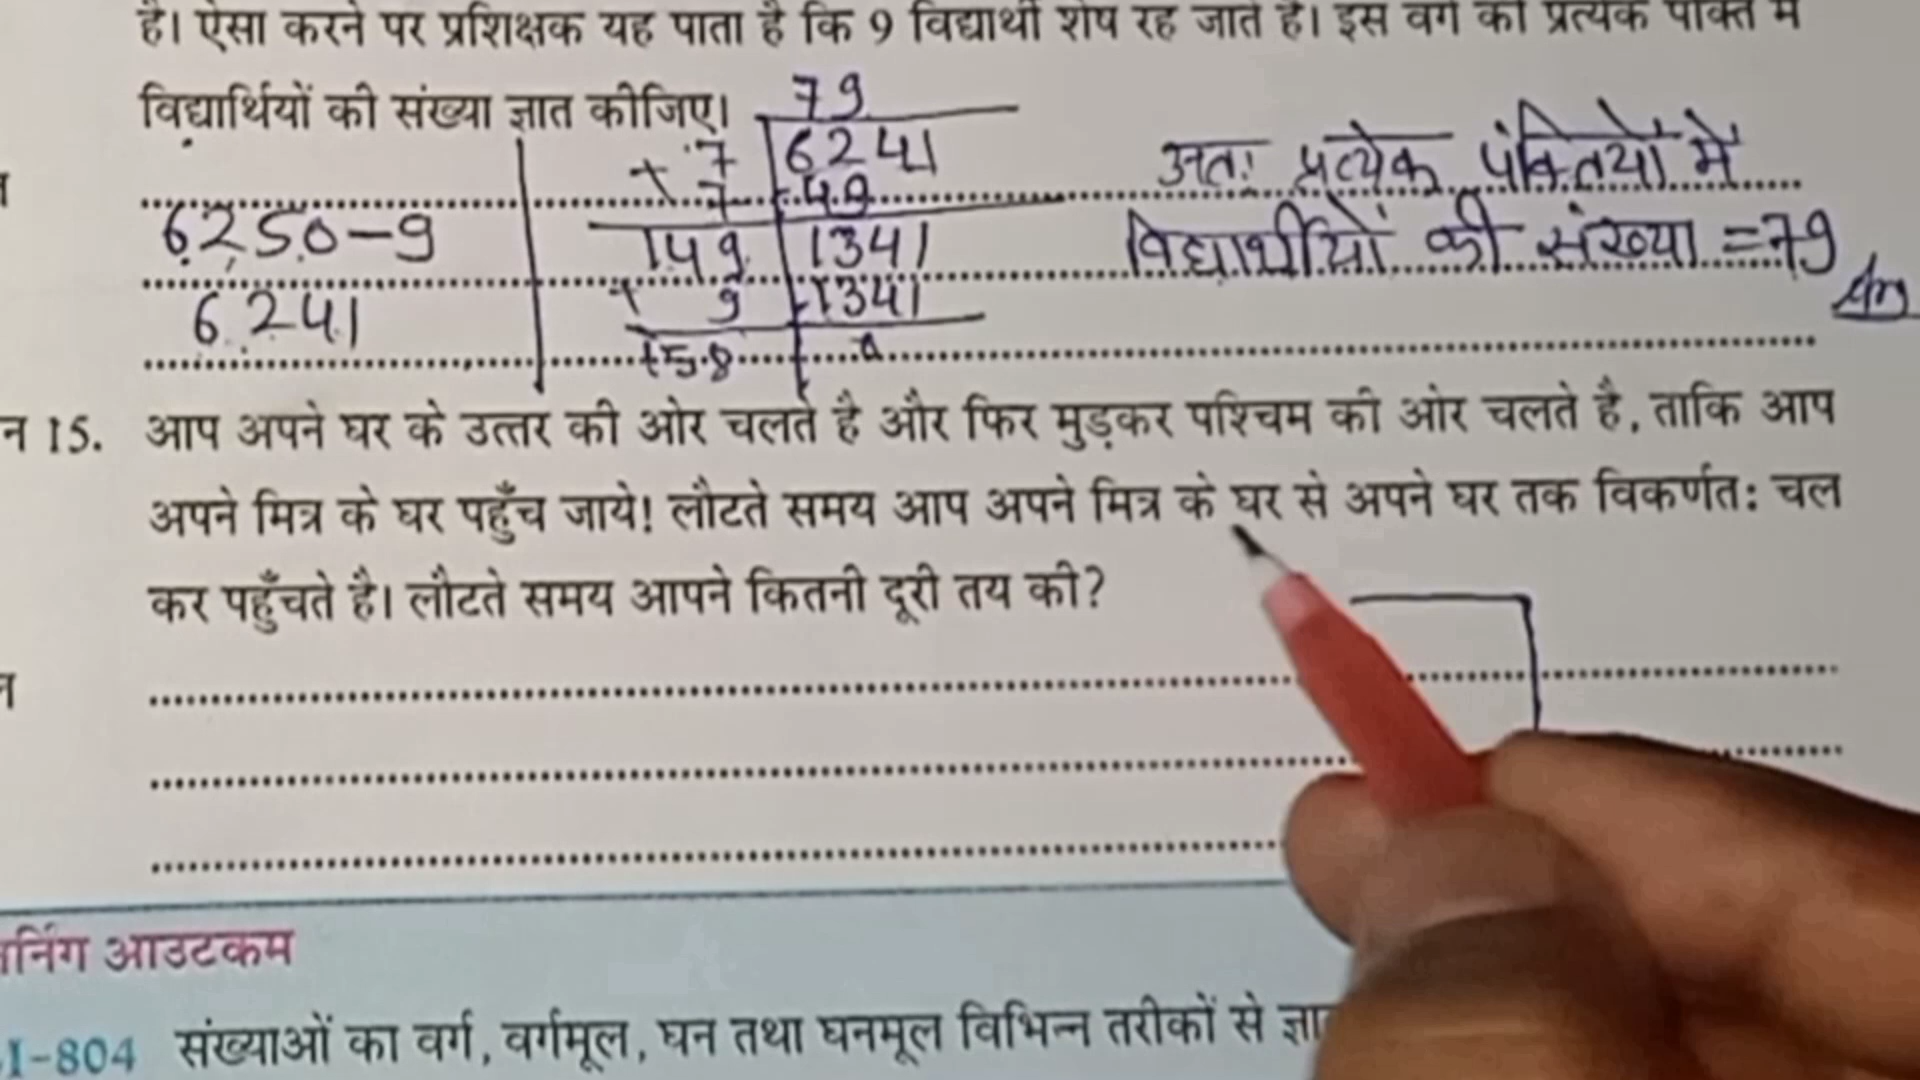 है। ऐसा करने पर प्रशिक्षक यह पाता है कि 9 विद्यार्थी शेष रह जाते है। इस वर्ग की प्रत्येक पंक्ति में
विद्यार्थियों की संख्या ज्ञात कीजिए।
79
7 6241
+ 7 - 49
6250-9
149 1341
+ 9 - 1341
6241
158 0
अतः प्रत्येक पंक्तियों में
विद्यार्थीयों की संख्या = 79
Ans
न 15. आप अपने घर के उत्तर की ओर चलते है और फिर मुड़कर पश्चिम की ओर चलते है, ताकि आप
अपने मित्र के घर पहुँच जाये! लौटते समय आप अपने मित्र के घर से अपने घर तक विकर्णतः चल
कर पहुँचते है। लौटते समय आपने कितनी दूरी तय की?
र्निंग आउटकम
I-804 संख्याओं का वर्ग, वर्गमूल, घन तथा घनमूल विभिन्न तरीकों से